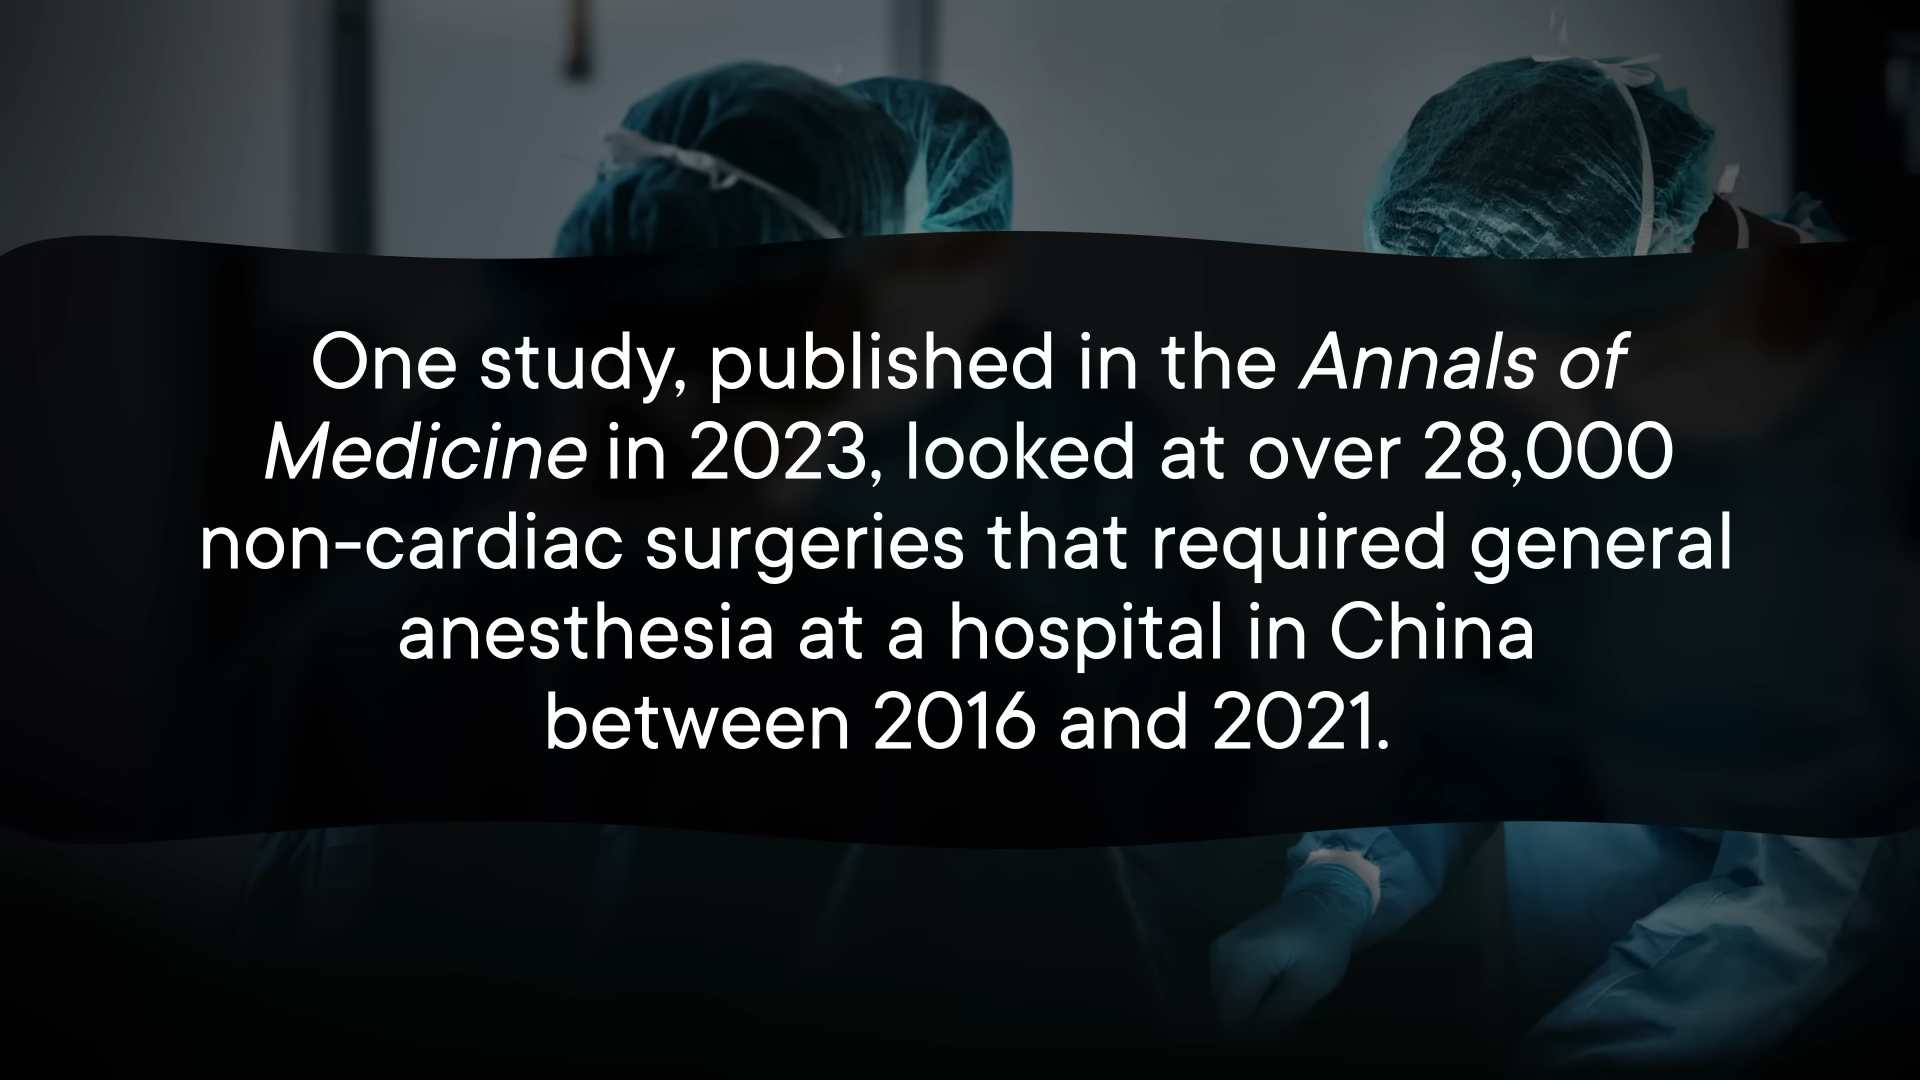 One study, published in the Annals of
Medicine in 2023, looked at over 28,000
non-cardiac surgeries that required general
anesthesia at a hospital in China
between 2016 and 2021.